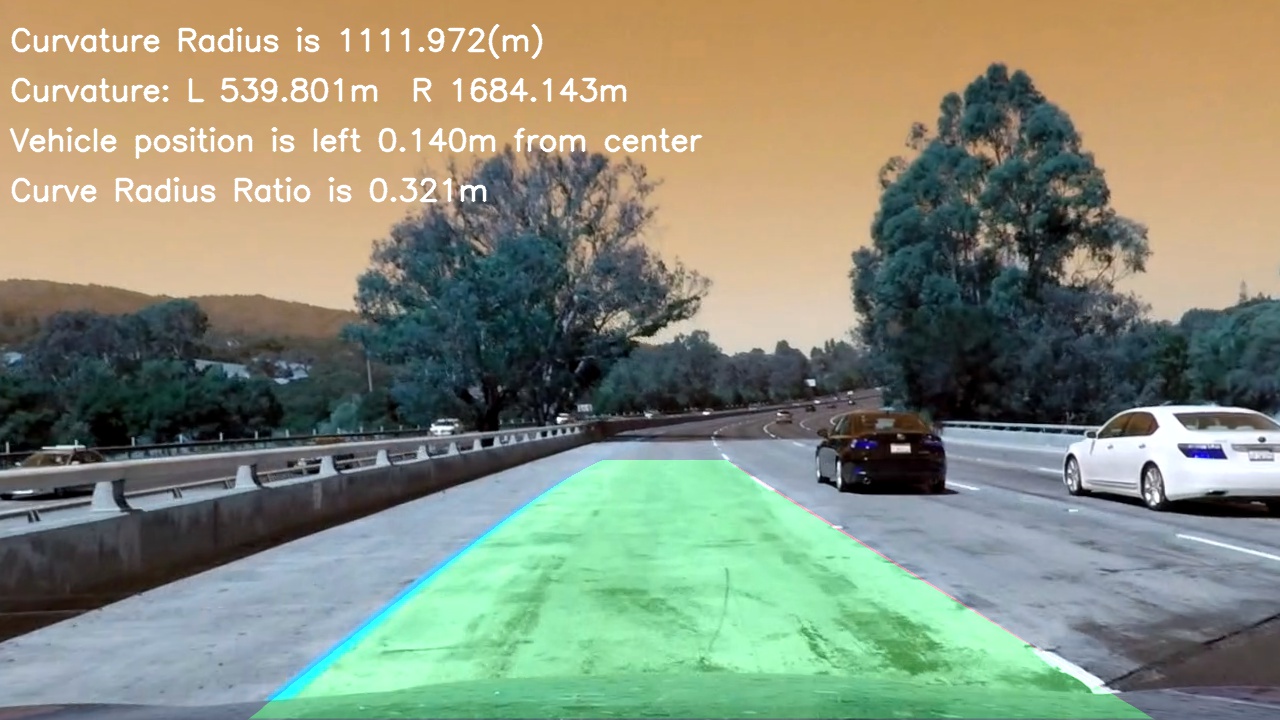 Curvature Radius is 1111.972(m)
Curvature: L 539.801m R 1684.143m
Vehicle position is left 0.140m from center
Curve Radius Ratio is 0.321m